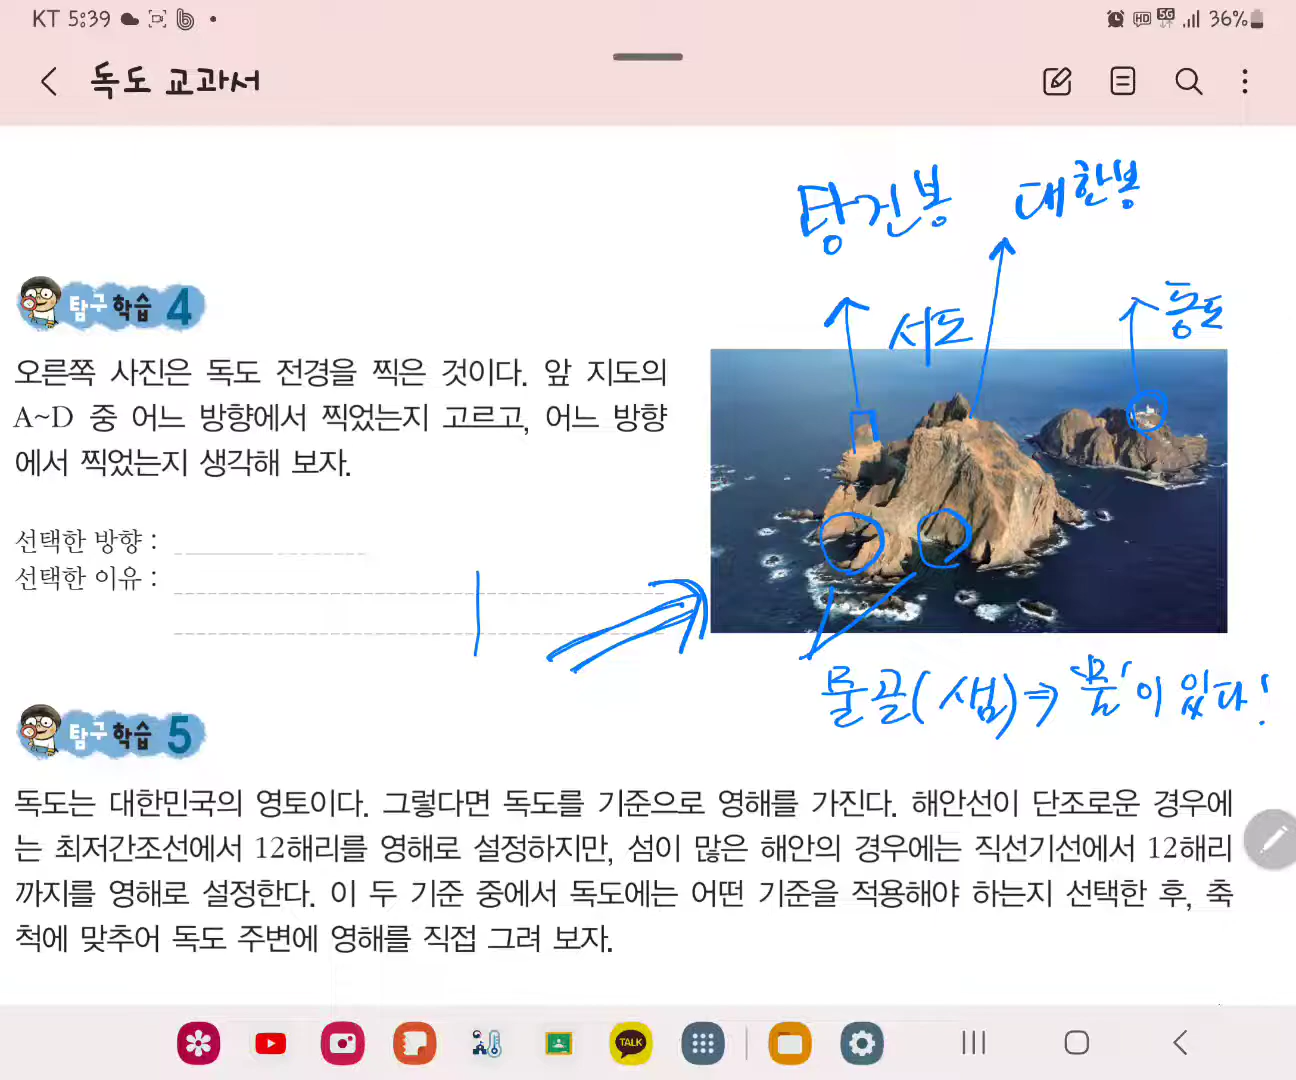 KT 5:39
HD 5G 36%
독도 교과서
탕건봉
대한봉
서도
동도
탐구 학습 4
오른쪽 사진은 독도 전경을 찍은 것이다. 앞 지도의
A~D 중 어느 방향에서 찍었는지 고르고, 어느 방향
에서 찍었는지 생각해 보자.
선택한 방향 :
선택한 이유 :
물골(샘)⇒ '물'이 있다!
탐구 학습 5
독도는 대한민국의 영토이다. 그렇다면 독도를 기준으로 영해를 가진다. 해안선이 단조로운 경우에
는 최저간조선에서 12해리를 영해로 설정하지만, 섬이 많은 해안의 경우에는 직선기선에서 12해리
까지를 영해로 설정한다. 이 두 기준 중에서 독도에는 어떤 기준을 적용해야 하는지 선택한 후, 축
척에 맞추어 독도 주변에 영해를 직접 그려 보자.
TALK